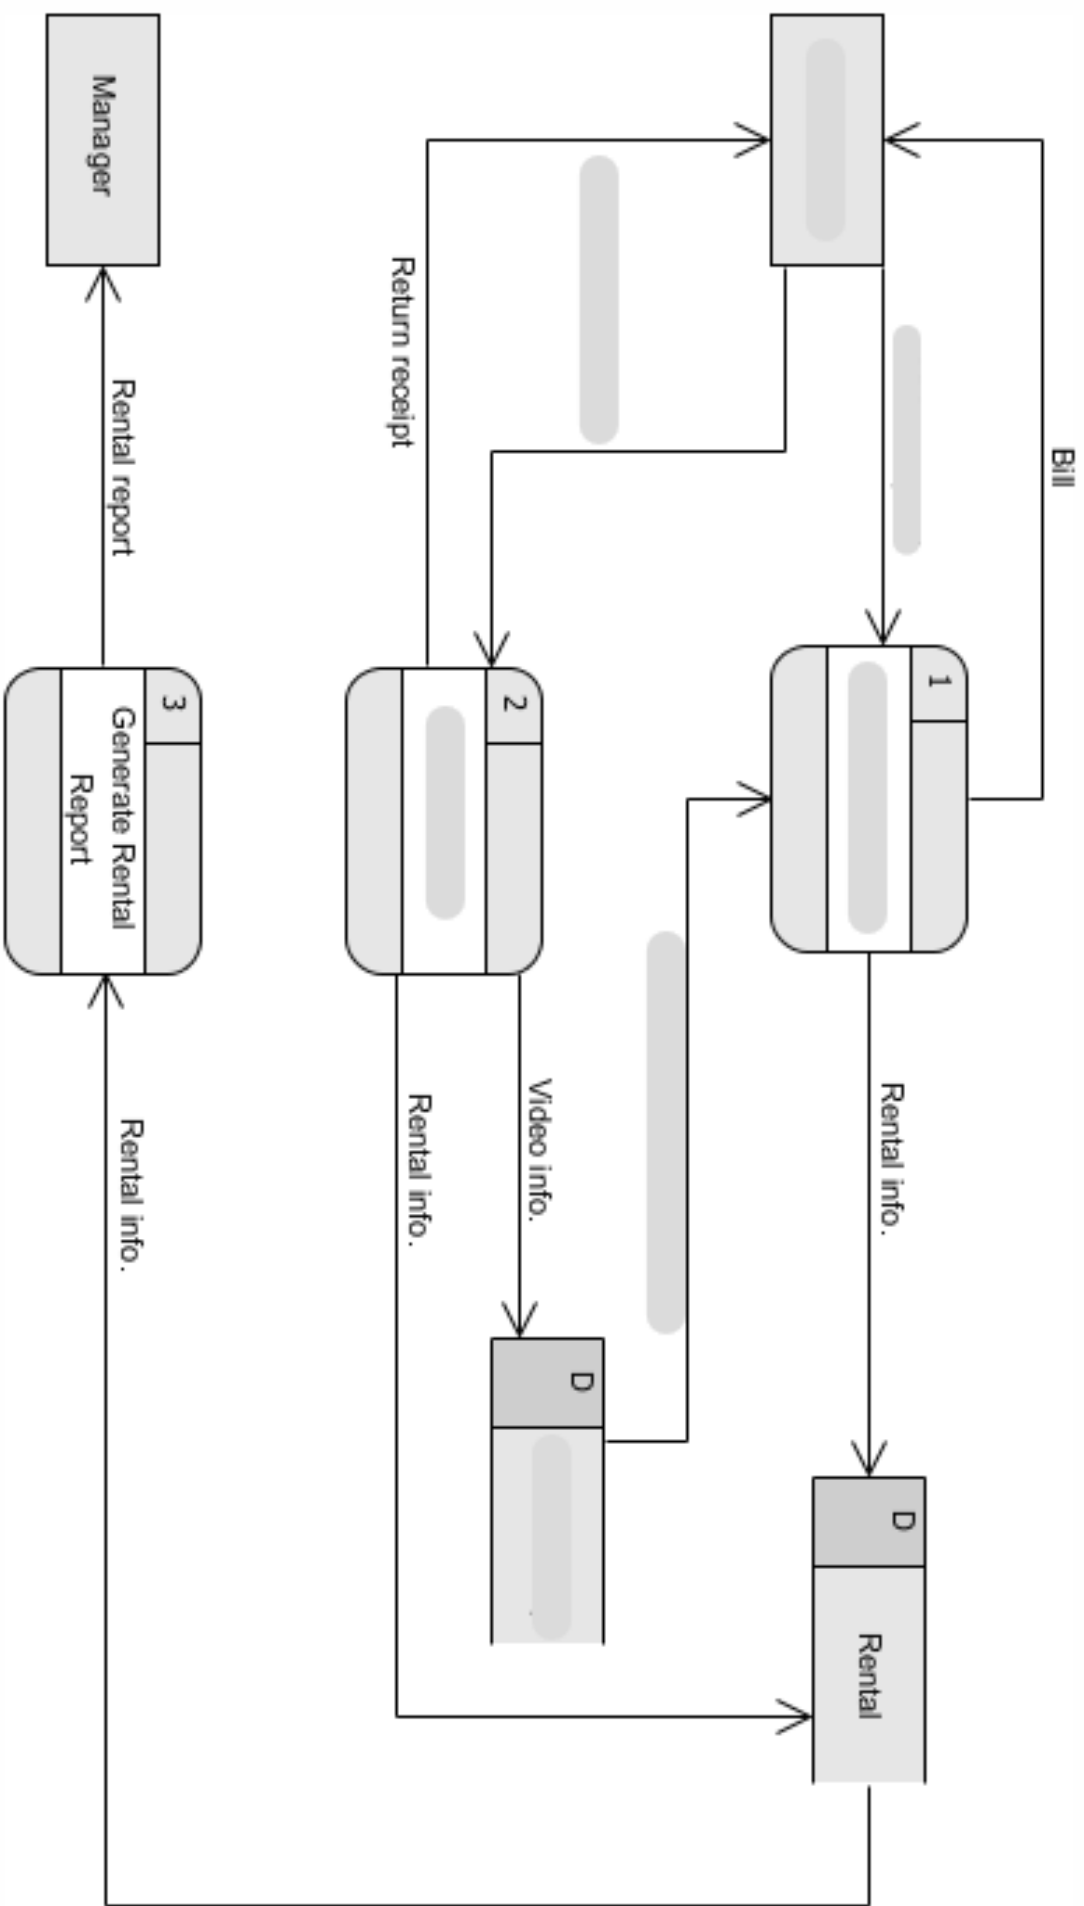 Bill
1
Rental info.
D
Rental
Return receipt
2
Video info.
Rental info.
D
Manager
Rental report
3
Generate Rental
Report
Rental info.